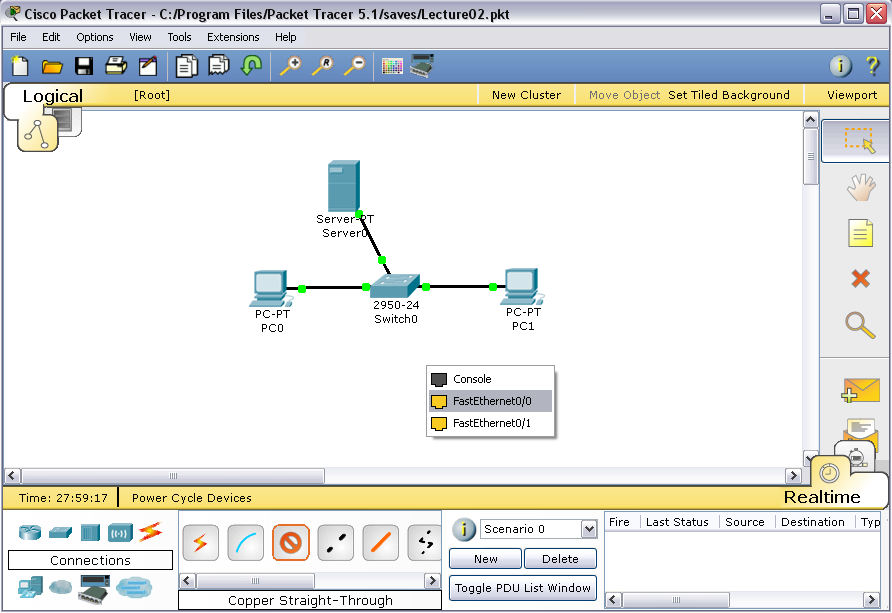 Cisco Packet Tracer - C:/Program Files/Packet Tracer 5.1/saves/Lecture02.pkt
File Edit Options View Tools Extensions Help
Logical [Root] New Cluster Move Object Set Tiled Background Viewport
Server-PT
Server0
PC-PT
PC0
2950-24
Switch0
PC-PT
PC1
Console
FastEthernet0/0
FastEthernet0/1
Time: 27:59:17 Power Cycle Devices Realtime
Connections
Copper Straight-Through
Scenario 0
New Delete
Toggle PDU List Window
Fire Last Status Source Destination Typ